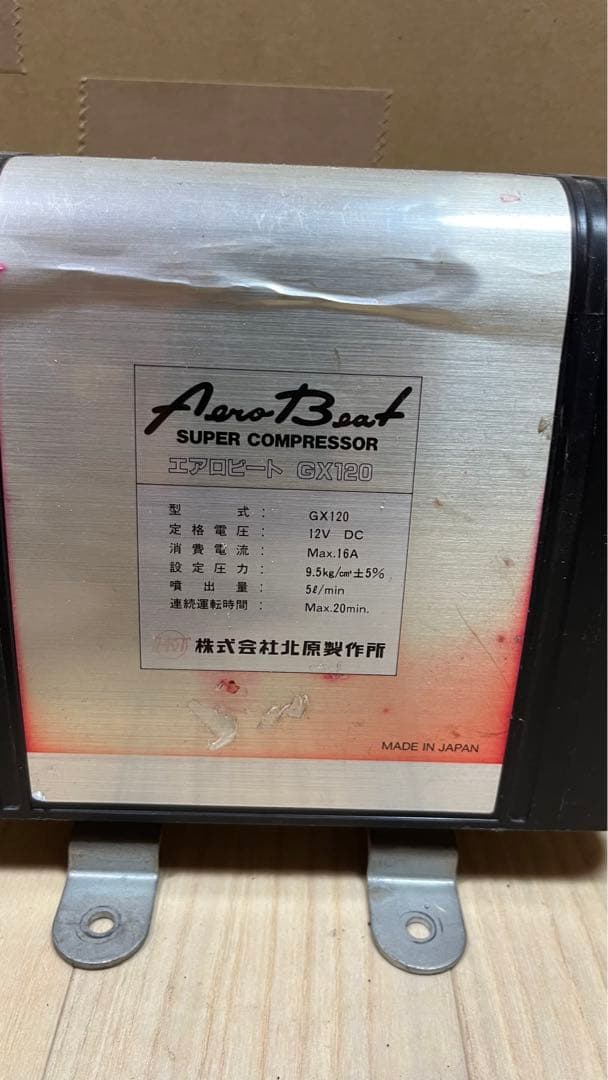 Aero Beat
SUPER COMPRESSOR
エアロビート GX120
型 式 : GX120
定格電圧 : 12V DC
消費電流 : Max.16A
設定圧力 : 9.5kg/cm²±5%
噴出量 : 5ℓ/min
連続運転時間 : Max.20min.
株式会社北原製作所
MADE IN JAPAN